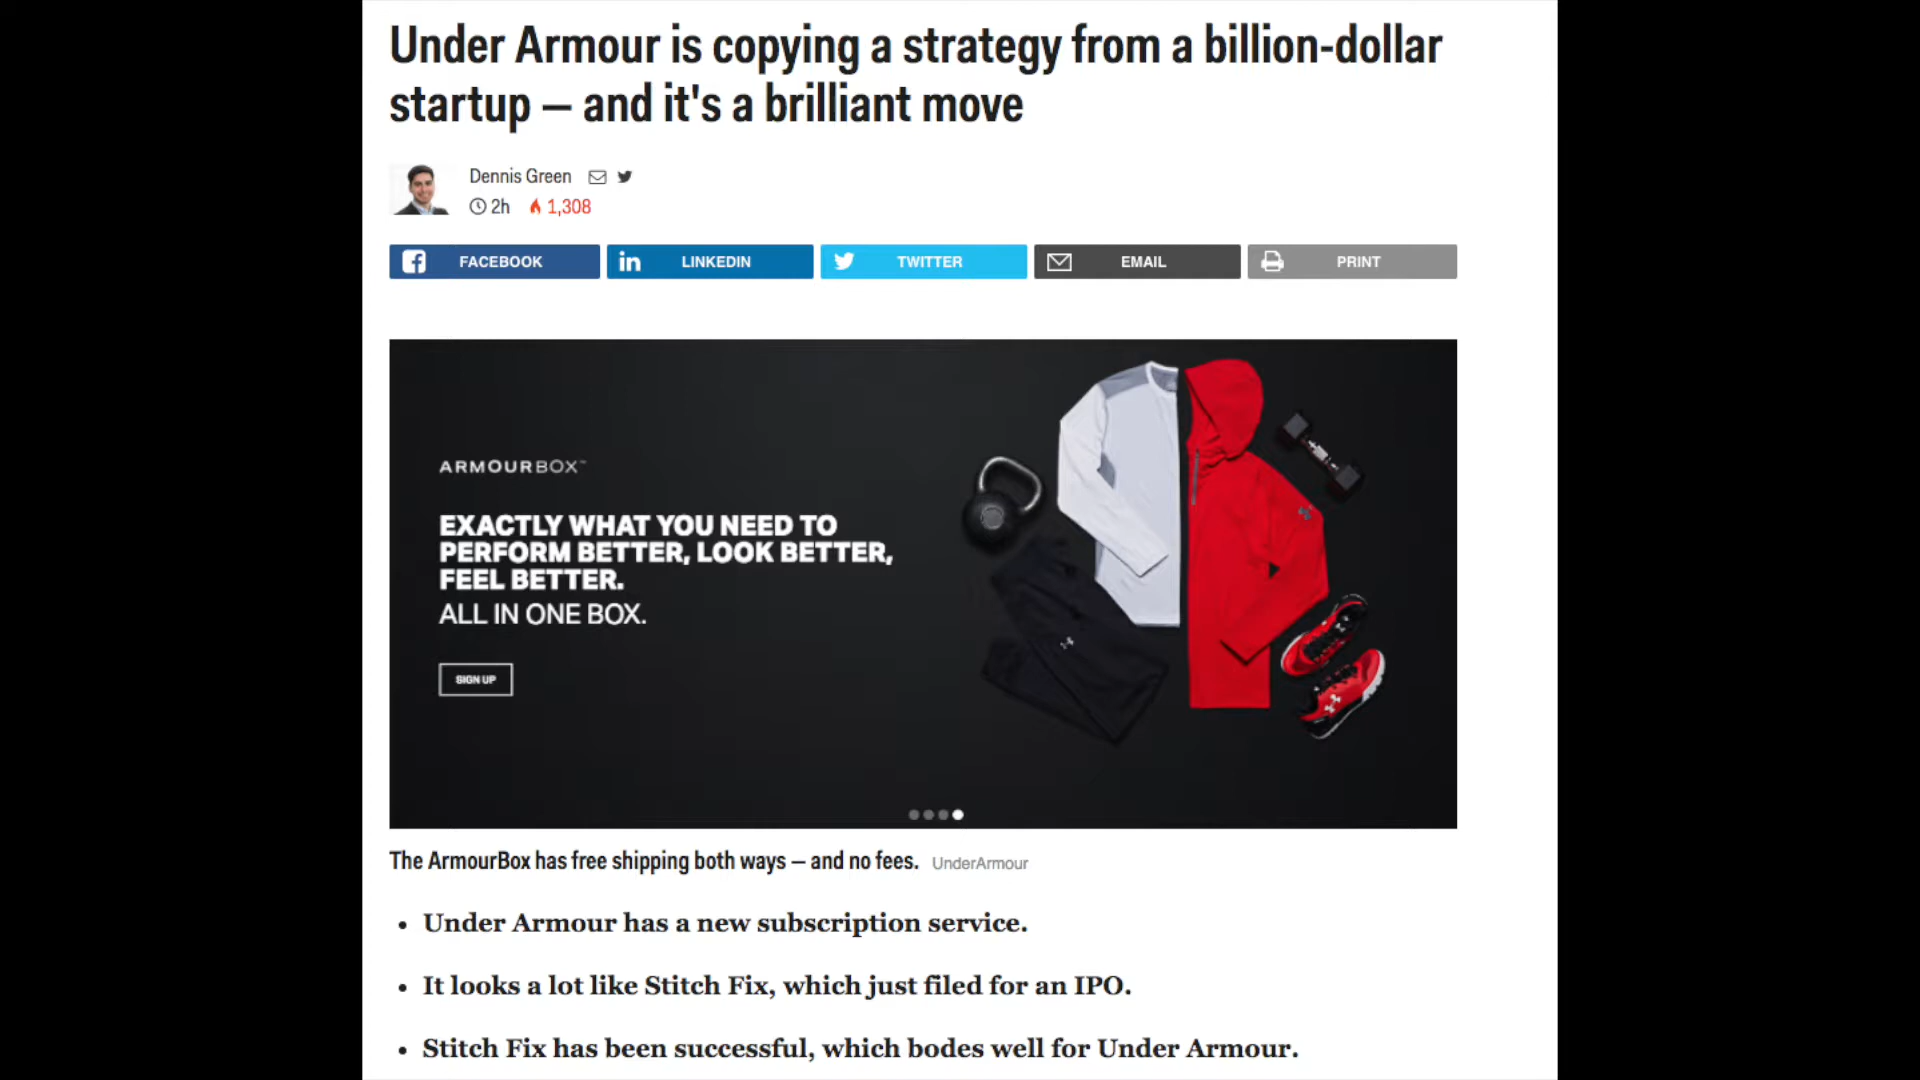 Under Armour is copying a strategy from a billion-dollar
startup — and it's a brilliant move
Dennis Green
2h 1,308
FACEBOOK
LINKEDIN
TWITTER
EMAIL
PRINT
ARMOURBOX™
EXACTLY WHAT YOU NEED TO
PERFORM BETTER, LOOK BETTER,
FEEL BETTER.
ALL IN ONE BOX.
SIGN UP
The ArmourBox has free shipping both ways — and no fees. UnderArmour
• Under Armour has a new subscription service.
• It looks a lot like Stitch Fix, which just filed for an IPO.
• Stitch Fix has been successful, which bodes well for Under Armour.